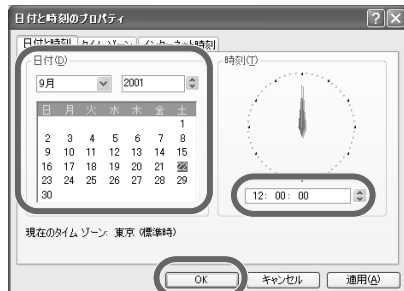 日付と時刻のプロパティ
日付と時刻 タイム ゾーン インターネット時刻
日付(D) 時刻(T)
9月 2001
日 月 火 水 木 金 土
1
2 3 4 5 6 7 8
9 10 11 12 13 14 15
16 17 18 19 20 21 22
23 24 25 26 27 28 29
30
12: 00: 00
現在のタイム ゾーン: 東京 (標準時)
OK キャンセル 適用(A)